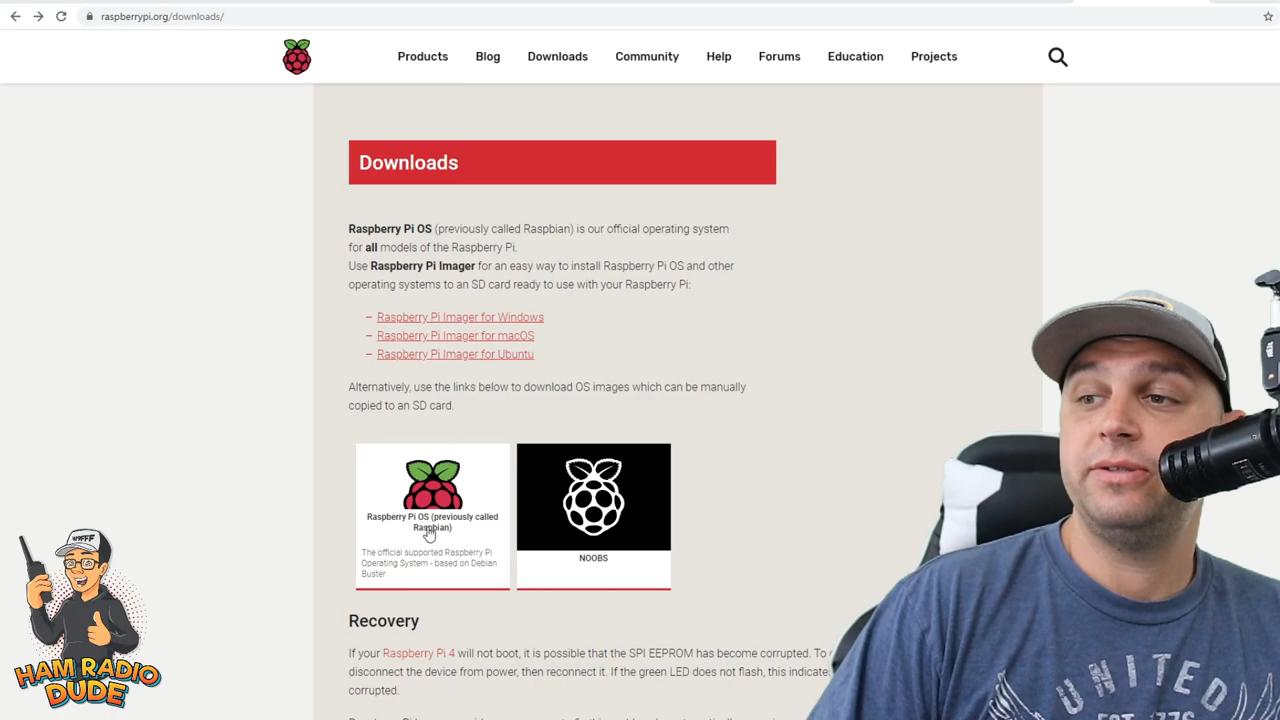 raspberrypi.org/downloads/
Products Blog Downloads Community Help Forums Education Projects
Downloads
Raspberry Pi OS (previously called Raspbian) is our official operating system
for all models of the Raspberry Pi.
Use Raspberry Pi Imager for an easy way to install Raspberry Pi OS and other
operating systems to an SD card ready to use with your Raspberry Pi:
– Raspberry Pi Imager for Windows
– Raspberry Pi Imager for macOS
– Raspberry Pi Imager for Ubuntu
Alternatively, use the links below to download OS images which can be manually
copied to an SD card.
Raspberry Pi OS (previously called
Raspbian)
The official supported Raspberry Pi
Operating System - based on Debian
Buster
NOOBS
Recovery
If your Raspberry Pi 4 will not boot, it is possible that the SPI EEPROM has become corrupted. To
disconnect the device from power, then reconnect it. If the green LED does not flash, this indicate
corrupted.
HAM RADIO
DUDE
UNITED